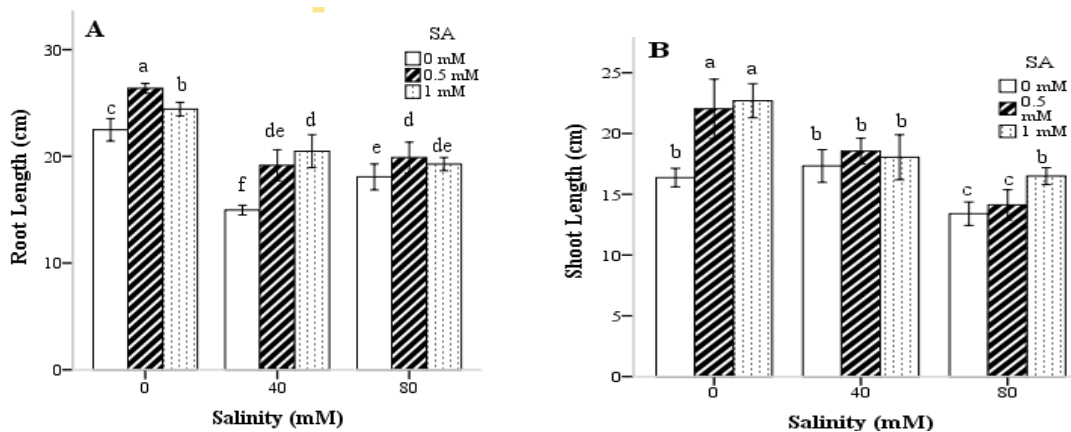 A
SA
0 mM
0.5 mM
1 mM
Root Length (cm)
30
20
10
0
c
a
b
f
de
d
e
d
de
0
40
80
Salinity (mM)
B
SA
0 mM
0.5
mM
1 mM
Shoot Length (cm)
25
20
15
10
5
0
b
a
a
b
b
b
c
c
b
0
40
80
Salinity (mM)